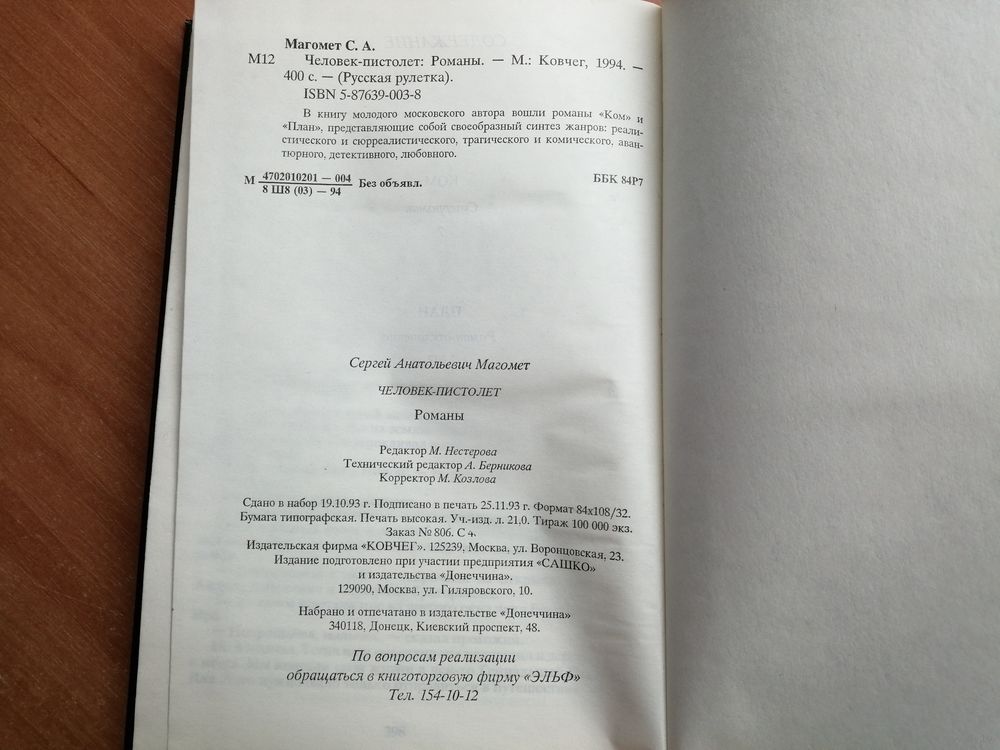 Магомет С. А.
М12 Человек-пистолет: Романы. — М.: Ковчег, 1994. —
400 с. — (Русская рулетка).
ISBN 5-87639-003-8
В книгу молодого московского автора вошли романы «Ком» и
«План», представляющие собой своеобразный синтез жанров: реали-
стического и сюрреалистического, трагического и комического, аван-
тюрного, детективного, любовного.
М 4702010201 — 004 Без объявл. ББК 84Р7
8 Ш8 (03) — 94
Сергей Анатольевич Магомет
ЧЕЛОВЕК-ПИСТОЛЕТ
Романы
Редактор М. Нестерова
Технический редактор А. Берникова
Корректор М. Козлова
Сдано в набор 19.10.93 г. Подписано в печать 25.11.93 г. Формат 84х108/32.
Бумага типографская. Печать высокая. Уч.-изд. л. 21,0. Тираж 100 000 экз.
Заказ № 806. С 4.
Издательская фирма «КОВЧЕГ». 125239, Москва, ул. Воронцовская, 23.
Издание подготовлено при участии предприятия «САШКО»
и издательства «Донеччина».
129090, Москва, ул. Гиляровского, 10.
Набрано и отпечатано в издательстве «Донеччина»
340118, Донецк, Киевский проспект, 48.
По вопросам реализации
обращаться в книготорговую фирму «ЭЛЬФ»
Тел. 154-10-12